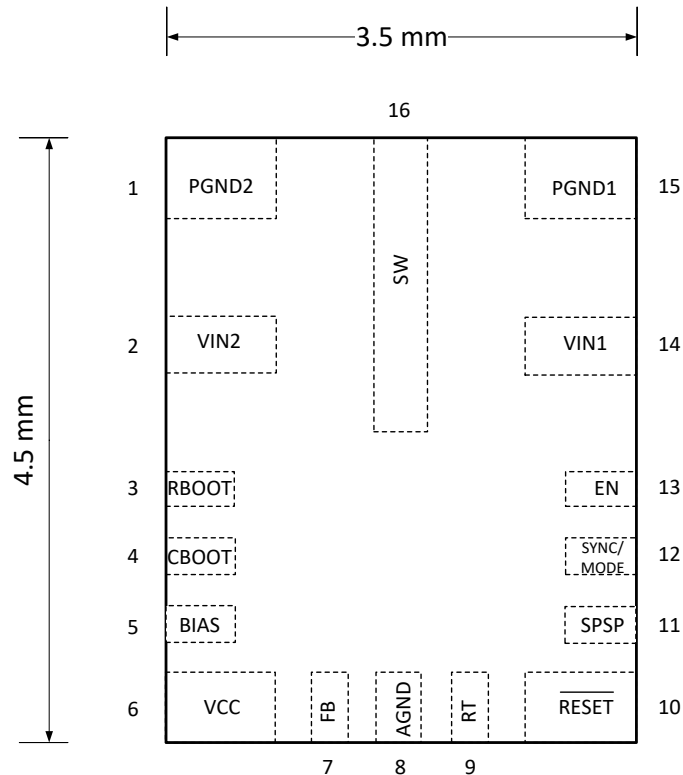 3.5 mm
16
1
PGND2
PGND1
15
SW
2
VIN2
VIN1
14
4.5 mm
3
RBOOT
EN
13
4
CBOOT
SYNC/
MODE
12
5
BIAS
SPSP
11
6
VCC
FB
AGND
RT
RESET
10
7
8
9